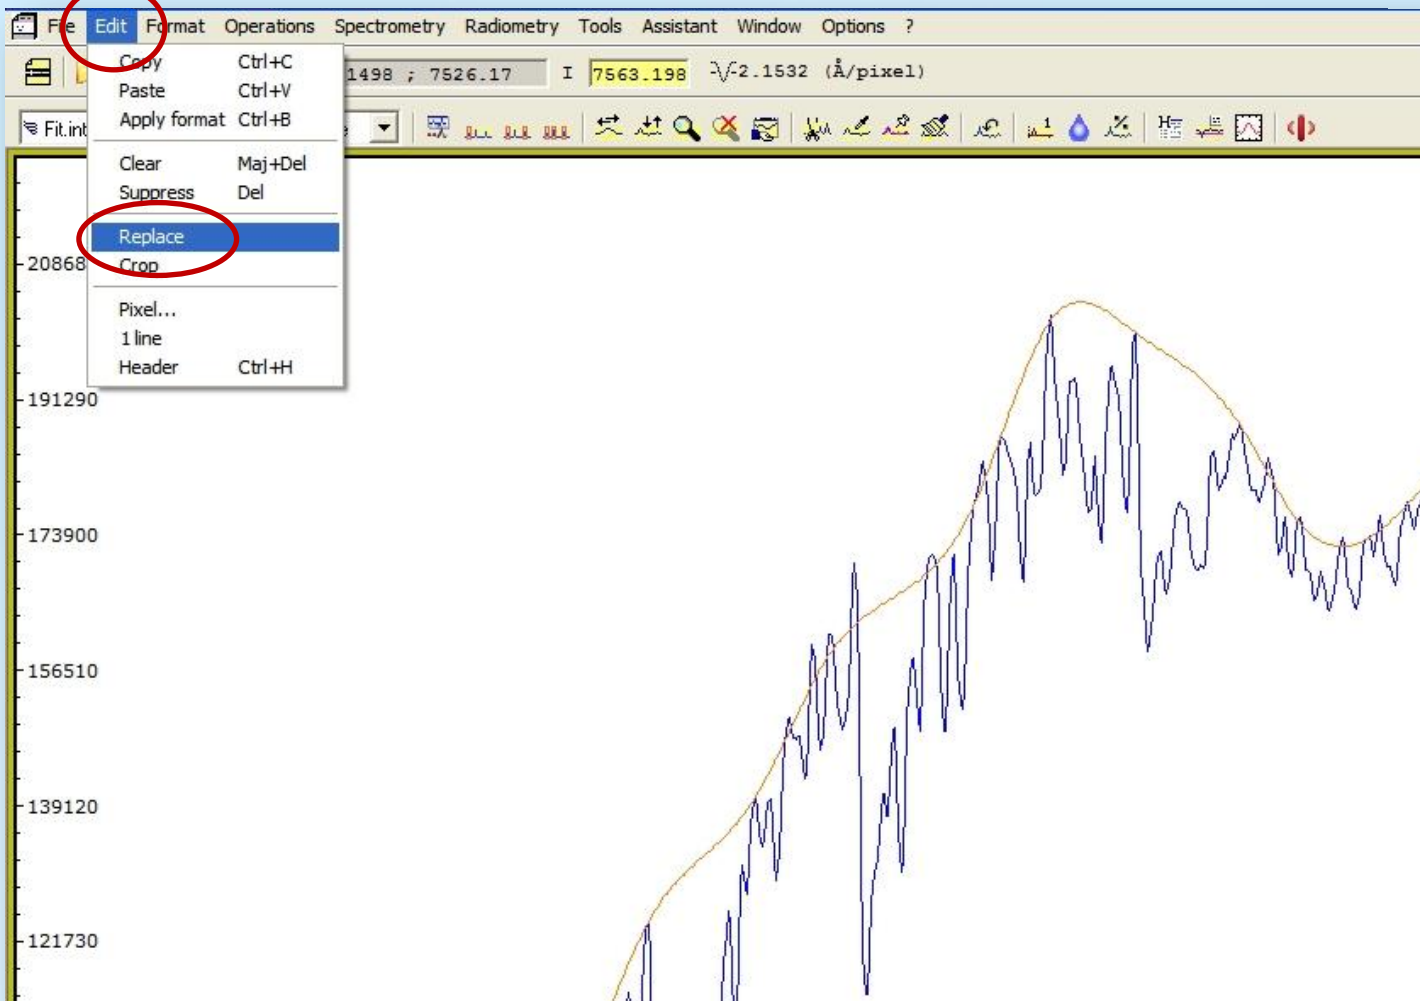 File Edit Format Operations Spectrometry Radiometry Tools Assistant Window Options ?
1498 ; 7526.17 I 7563.198 -2.1532 (Å/pixel)
Fit.int
Copy Ctrl+C
Paste Ctrl+V
Apply format Ctrl+B
Clear Maj+Del
Suppress Del
Replace
Crop
Pixel...
1 line
Header Ctrl+H
20868
191290
173900
156510
139120
121730